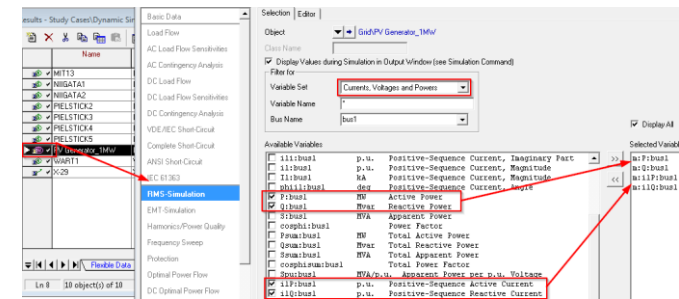 esults - Study Cases\Dynamic Sim
Name
MIT13
NIIGATA1
NIIGATA2
PIELSTICK2
PIELSTICK3
PIELSTICK4
PIELSTICK5
PV Generator_1MW
WART1
X-29
Flexible Data
Ln 8
10 object(s) of 10
Basic Data
Load Flow
AC Load Flow Sensitivities
AC Contingency Analysis
DC Load Flow
DC Load Flow Sensitivities
DC Contingency Analysis
VDE/IEC Short-Circuit
Complete Short-Circuit
ANSI Short-Circuit
IEC 61363
RMS-Simulation
EMT-Simulation
Harmonics/Power Quality
Frequency Sweep
Protection
Optimal Power Flow
DC Optimal Power Flow
Selection Editor
Object Grid\PV Generator_1MW
Class Name
Display Values during Simulation in Output Window (see Simulation Command)
Filter for
Variable Set Currents, Voltages and Powers
Variable Name *
Bus Name bus1
Display All
Available Variables
Selected Variabl
i1i:bus1 p.u. Positive-Sequence Current, Imaginary Part
i1:bus1 p.u. Positive-Sequence Current, Magnitude
I1:bus1 kA Positive-Sequence Current, Magnitude
phii1:bus1 deg Positive-Sequence Current, Angle
P:bus1 MW Active Power
Q:bus1 Mvar Reactive Power
S:bus1 MVA Apparent Power
cosphi:bus1 Power Factor
Psum:bus1 MW Total Active Power
Qsum:bus1 Mvar Total Reactive Power
Ssum:bus1 MVA Total Apparent Power
cosphisum:bus1 Total Power Factor
Spu:bus1 MVA/p.u. Apparent Power per p.u. Voltage
i1P:bus1 p.u. Positive-Sequence Active Current
i1Q:bus1 p.u. Positive-Sequence Reactive Current
>>
<<
m:P:bus1
m:Q:bus1
m:i1P:bus1
m:i1Q:bus1